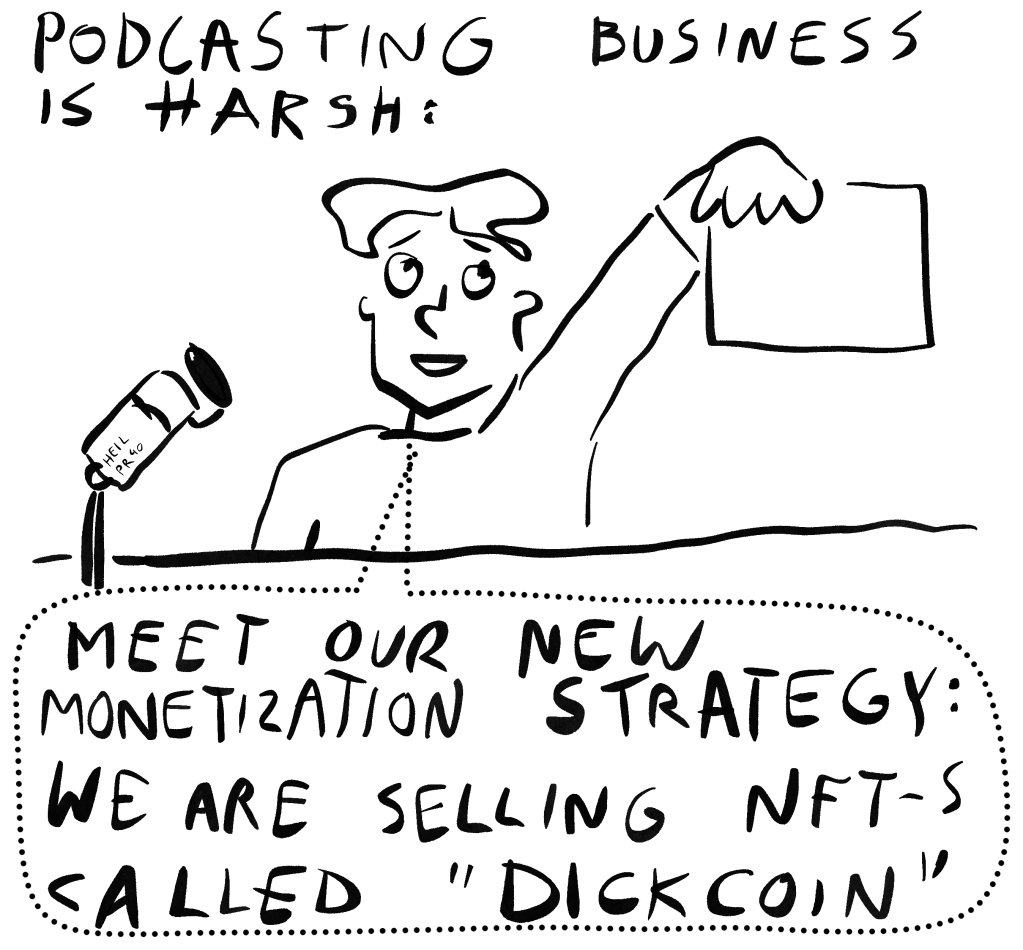 PODCASTING BUSINESS
IS HARSH:
HEIL
PR40
MEET OUR NEW
MONETIZATION STRATEGY:
WE ARE SELLING NFT-S
CALLED "DICKCOIN"